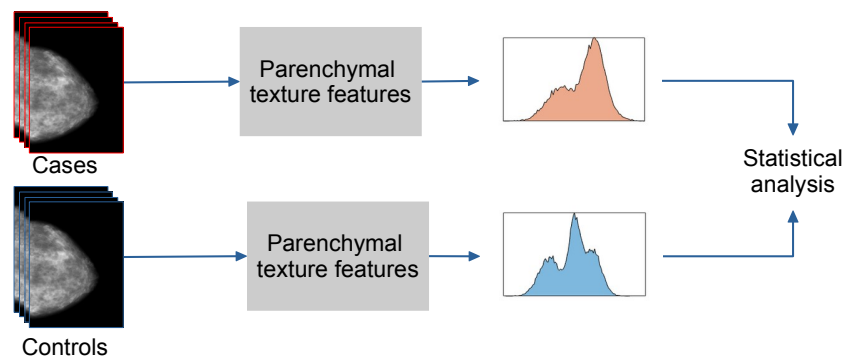 Parenchymal
texture features
Cases
Statistical
analysis
Parenchymal
texture features
Controls